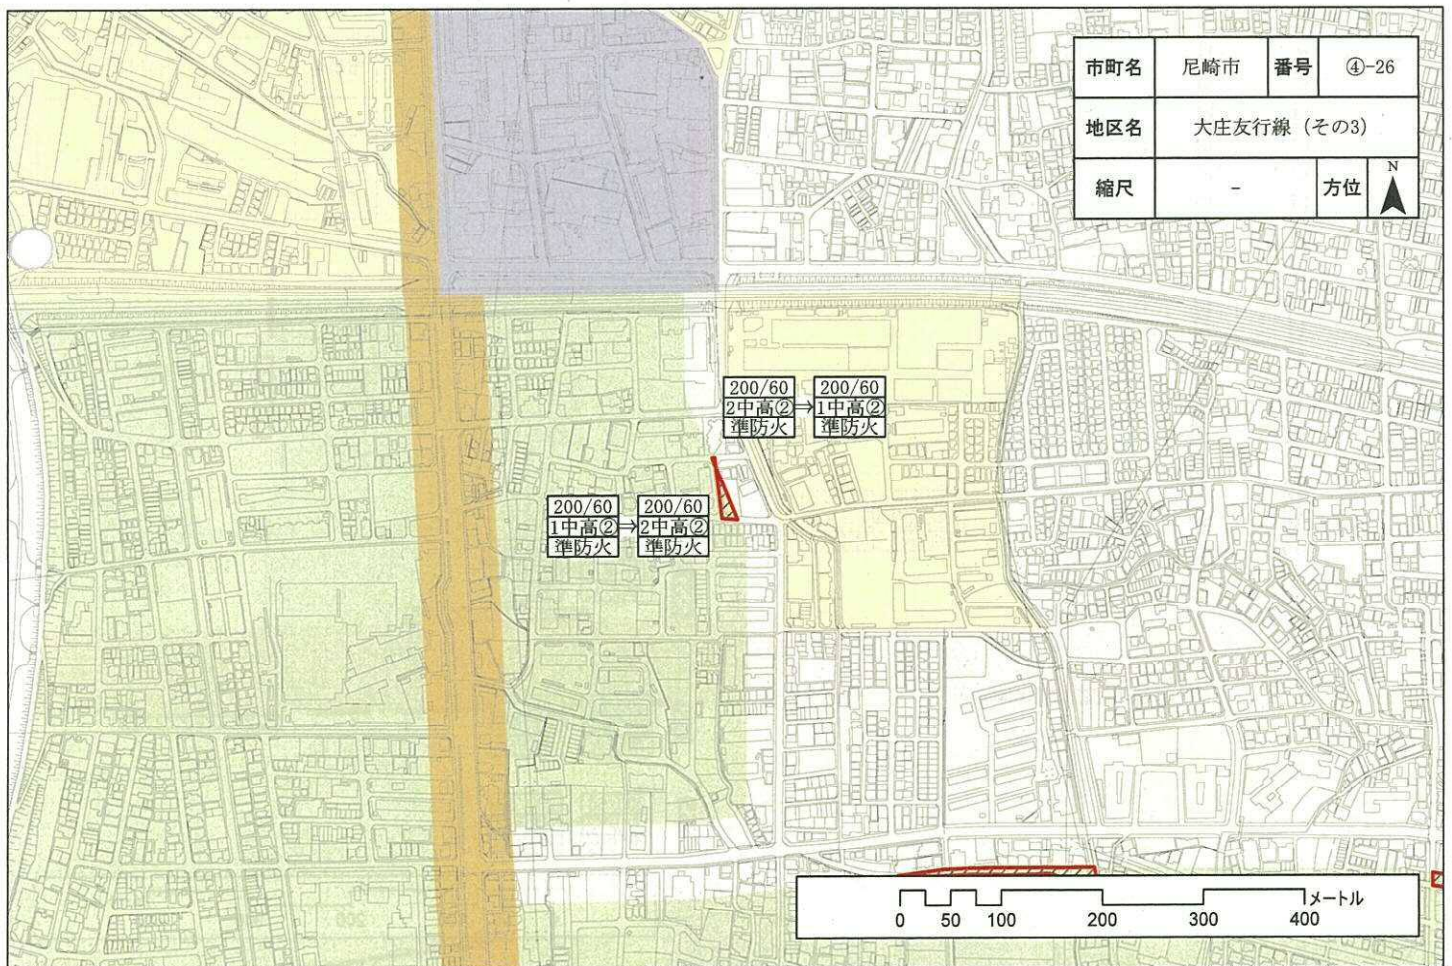 市町名 尼崎市 番号 ④-26
地区名 大庄友行線（その3）
縮尺 - 方位 N
200/60 200/60
2中高②⇒1中高②
準防火 準防火
200/60 200/60
1中高②⇒2中高②
準防火 準防火
メートル
0 50 100 200 300 400